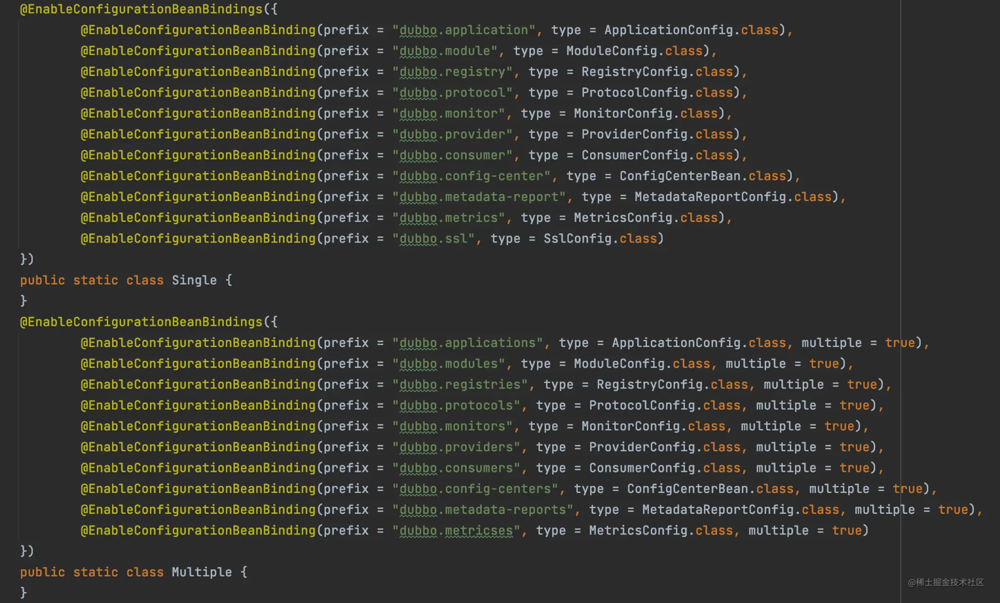 @EnableConfigurationBeanBindings({
        @EnableConfigurationBeanBinding(prefix = "dubbo.application", type = ApplicationConfig.class),
        @EnableConfigurationBeanBinding(prefix = "dubbo.module", type = ModuleConfig.class),
        @EnableConfigurationBeanBinding(prefix = "dubbo.registry", type = RegistryConfig.class),
        @EnableConfigurationBeanBinding(prefix = "dubbo.protocol", type = ProtocolConfig.class),
        @EnableConfigurationBeanBinding(prefix = "dubbo.monitor", type = MonitorConfig.class),
        @EnableConfigurationBeanBinding(prefix = "dubbo.provider", type = ProviderConfig.class),
        @EnableConfigurationBeanBinding(prefix = "dubbo.consumer", type = ConsumerConfig.class),
        @EnableConfigurationBeanBinding(prefix = "dubbo.config-center", type = ConfigCenterBean.class),
        @EnableConfigurationBeanBinding(prefix = "dubbo.metadata-report", type = MetadataReportConfig.class),
        @EnableConfigurationBeanBinding(prefix = "dubbo.metrics", type = MetricsConfig.class),
        @EnableConfigurationBeanBinding(prefix = "dubbo.ssl", type = SslConfig.class)
})
public static class Single {
}
@EnableConfigurationBeanBindings({
        @EnableConfigurationBeanBinding(prefix = "dubbo.applications", type = ApplicationConfig.class, multiple = true),
        @EnableConfigurationBeanBinding(prefix = "dubbo.modules", type = ModuleConfig.class, multiple = true),
        @EnableConfigurationBeanBinding(prefix = "dubbo.registries", type = RegistryConfig.class, multiple = true),
        @EnableConfigurationBeanBinding(prefix = "dubbo.protocols", type = ProtocolConfig.class, multiple = true),
        @EnableConfigurationBeanBinding(prefix = "dubbo.monitors", type = MonitorConfig.class, multiple = true),
        @EnableConfigurationBeanBinding(prefix = "dubbo.providers", type = ProviderConfig.class, multiple = true),
        @EnableConfigurationBeanBinding(prefix = "dubbo.consumers", type = ConsumerConfig.class, multiple = true),
        @EnableConfigurationBeanBinding(prefix = "dubbo.config-centers", type = ConfigCenterBean.class, multiple = true),
        @EnableConfigurationBeanBinding(prefix = "dubbo.metadata-reports", type = MetadataReportConfig.class, multiple = true),
        @EnableConfigurationBeanBinding(prefix = "dubbo.metricses", type = MetricsConfig.class, multiple = true)
})
public static class Multiple {
}
@稀土掘金技术社区